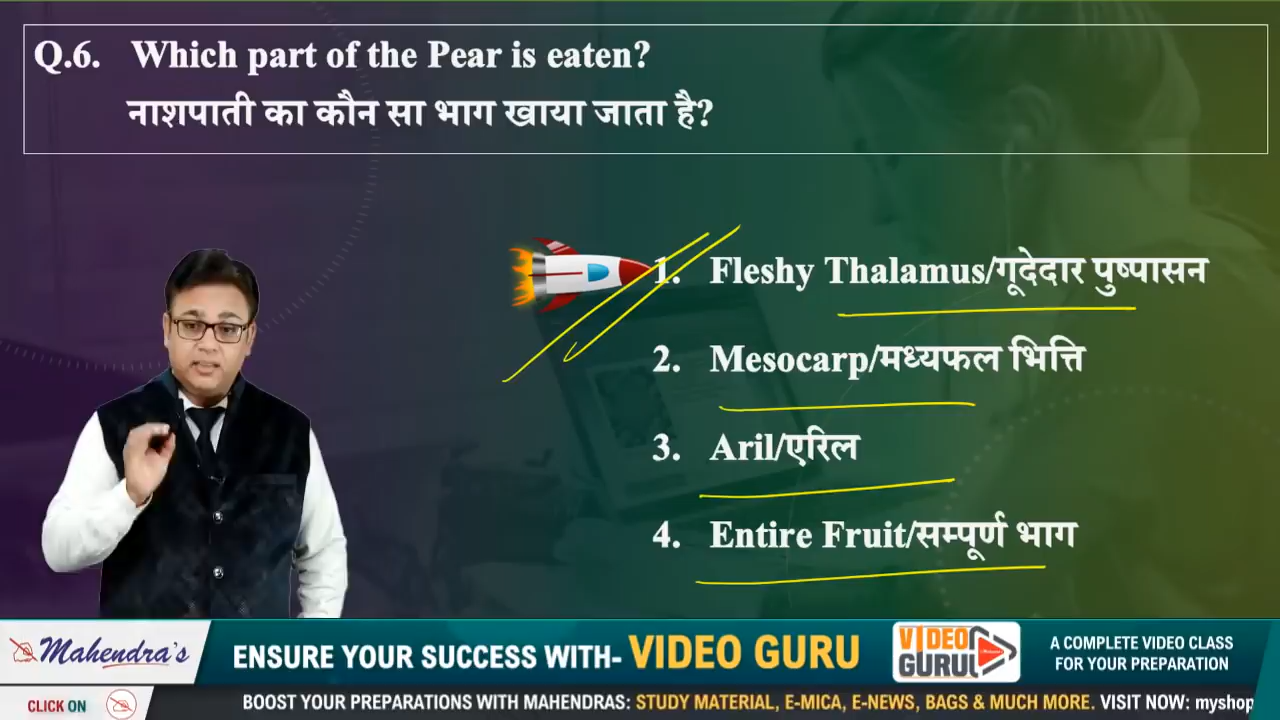 Q.6. Which part of the Pear is eaten?
नाशपाती का कौन सा भाग खाया जाता है?
1. Fleshy Thalamus/गूदेदार पुष्पासन
2. Mesocarp/मध्यफल भित्ति
3. Aril/एरिल
4. Entire Fruit/सम्पूर्ण भाग
Mahendra's
ENSURE YOUR SUCCESS WITH- VIDEO GURU
VIDEO
GURU
A COMPLETE VIDEO CLASS
FOR YOUR PREPARATION
CLICK ON
BOOST YOUR PREPARATIONS WITH MAHENDRAS: STUDY MATERIAL, E-MICA, E-NEWS, BAGS & MUCH MORE. VISIT NOW: myshop